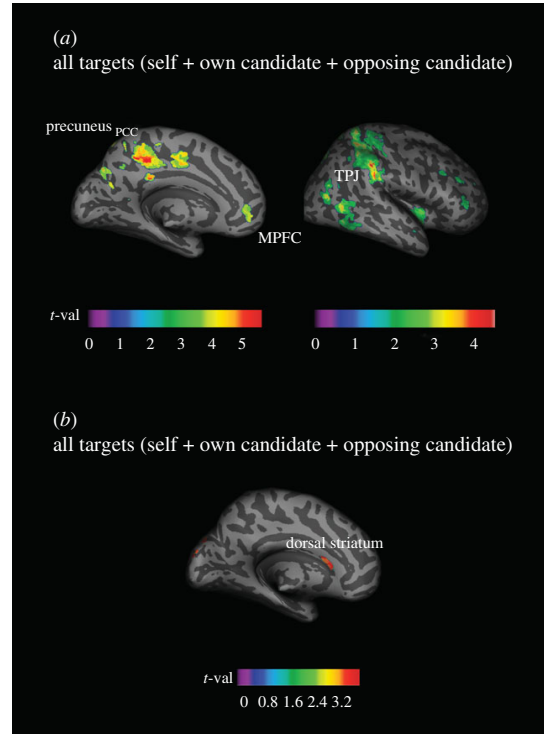 (a)
all targets (self + own candidate + opposing candidate)
precuneus PCC
TPJ
MPFC
t-val
0 1 2 3 4 5
0 1 2 3 4
(b)
all targets (self + own candidate + opposing candidate)
dorsal striatum
t-val
0 0.8 1.6 2.4 3.2